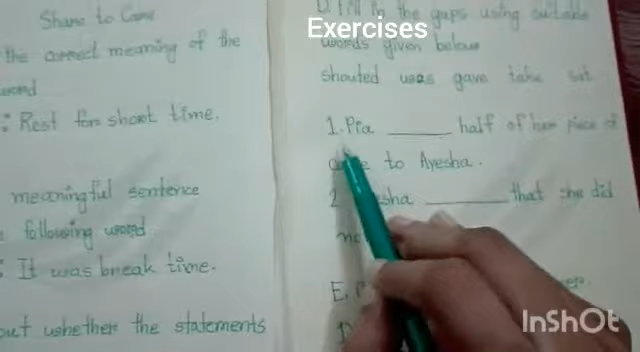 Share to Care
the correct meaning of the
word
: Rest for short time.
meaningful sentence
following word
: It was break time.
out whether the statements
Exercises
D. Fill in the gaps using suitable
words given below
shouted was gave take sit
1. Pia ______ half of her piece of
to Ayesha.
2 sha ______ that she did
E.
InShOt